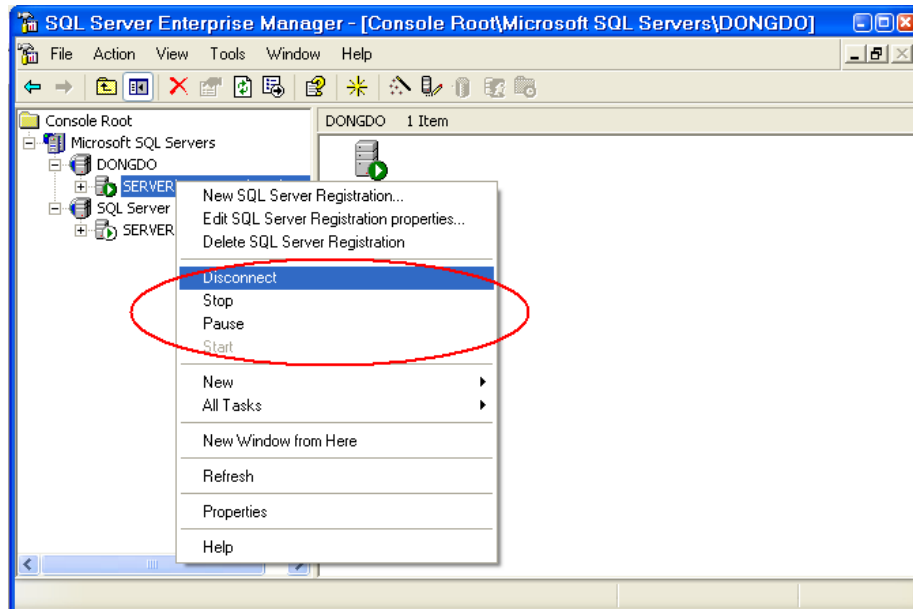 SQL Server Enterprise Manager - [Console Root\Microsoft SQL Servers\DONGDO]
File Action View Tools Window Help
Console Root
DONGDO 1 Item
Microsoft SQL Servers
DONGDO
SERVER
SQL Server
SERVER
New SQL Server Registration...
Edit SQL Server Registration properties...
Delete SQL Server Registration
Disconnect
Stop
Pause
Start
New
All Tasks
New Window from Here
Refresh
Properties
Help